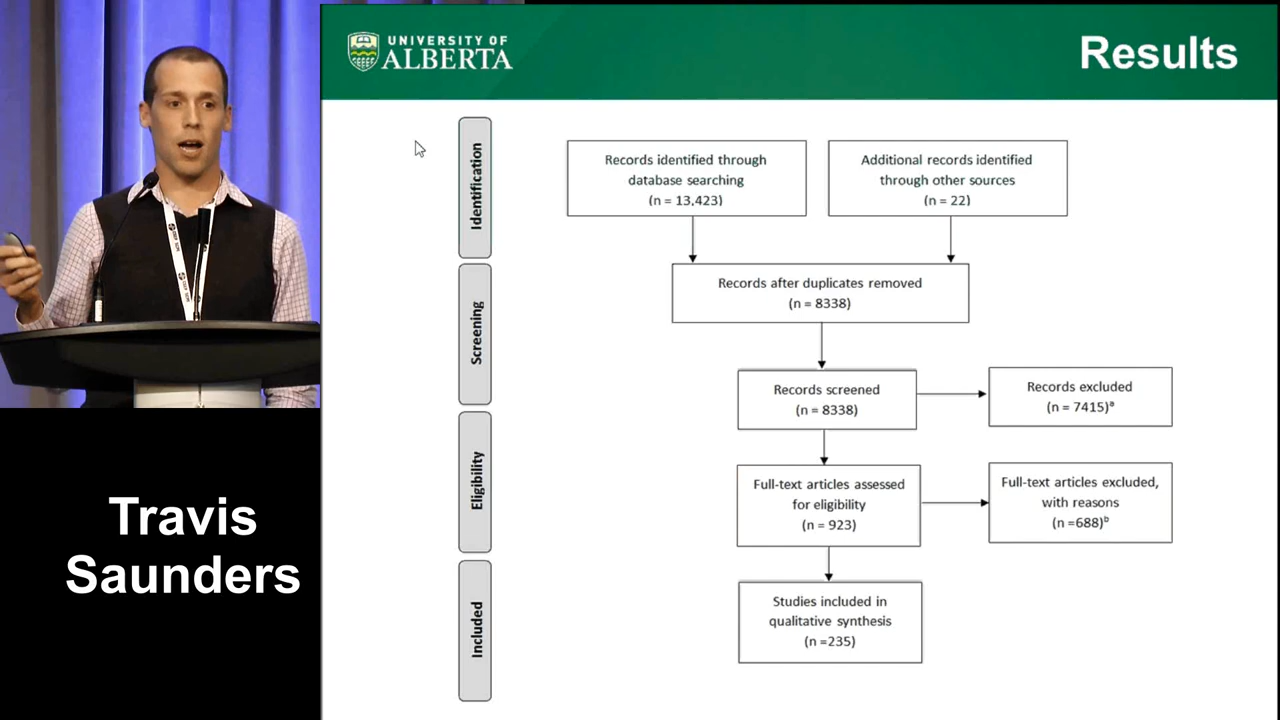 UNIVERSITY OF
ALBERTA
Results
Identification
Records identified through
database searching
(n = 13,423)
Additional records identified
through other sources
(n = 22)
Screening
Records after duplicates removed
(n = 8338)
Records screened
(n = 8338)
Records excluded
(n = 7415)ᵃ
Eligibility
Full-text articles assessed
for eligibility
(n = 923)
Full-text articles excluded,
with reasons
(n =688)ᵇ
Included
Studies included in
qualitative synthesis
(n =235)
Travis
Saunders